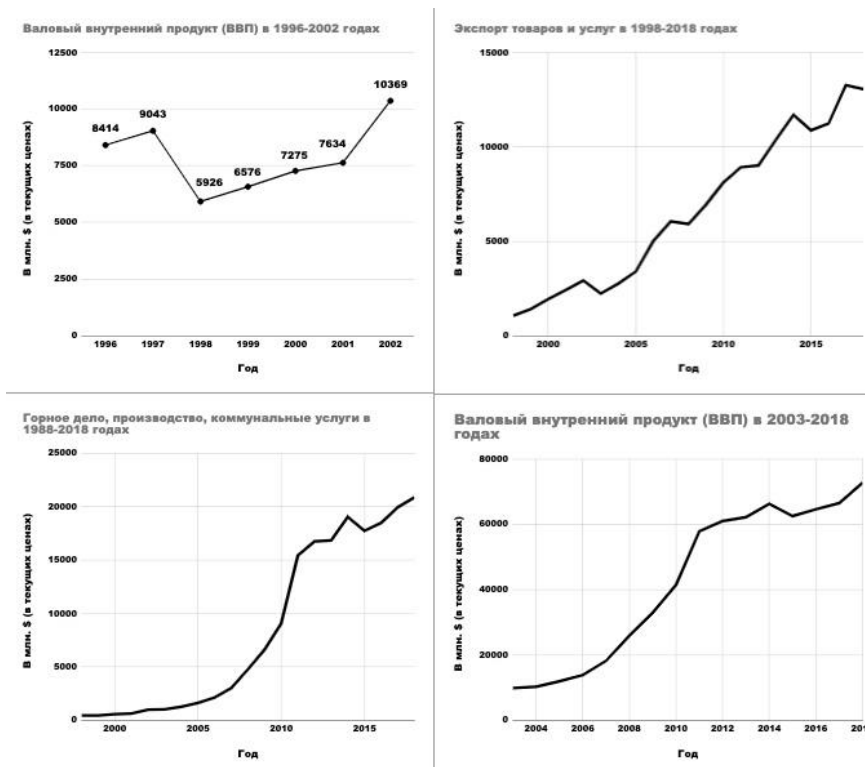 Валовый внутренний продукт (ВВП) в 1996-2002 годах
12500
10000
7500
5000
2500
0
В млн. $ (в текущих ценах)
8414
9043
5926
6576
7275
7634
10369
1996 1997 1998 1999 2000 2001 2002
Год
Экспорт товаров и услуг в 1998-2018 годах
15000
10000
5000
0
В млн. $ (в текущих ценах)
2000 2005 2010 2015
Год
Горное дело, производство, коммунальные услуги в
1988-2018 годах
25000
20000
15000
10000
5000
0
В млн. $ (в текущих ценах)
2000 2005 2010 2015
Год
Валовый внутренний продукт (ВВП) в 2003-2018
годах
80000
60000
40000
20000
0
В млн. $ (в текущих ценах)
2004 2006 2008 2010 2012 2014 2016
Год